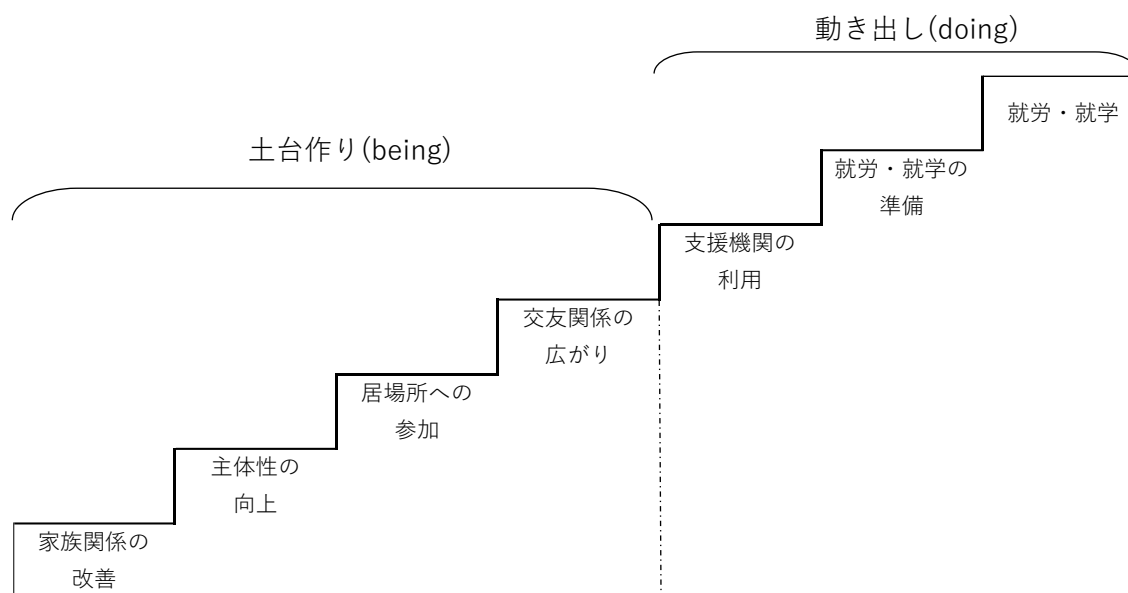 動き出し(doing)
就労・就学
土台作り(being)
就労・就学の
準備
支援機関の
利用
交友関係の
広がり
居場所への
参加
主体性の
向上
家族関係の
改善